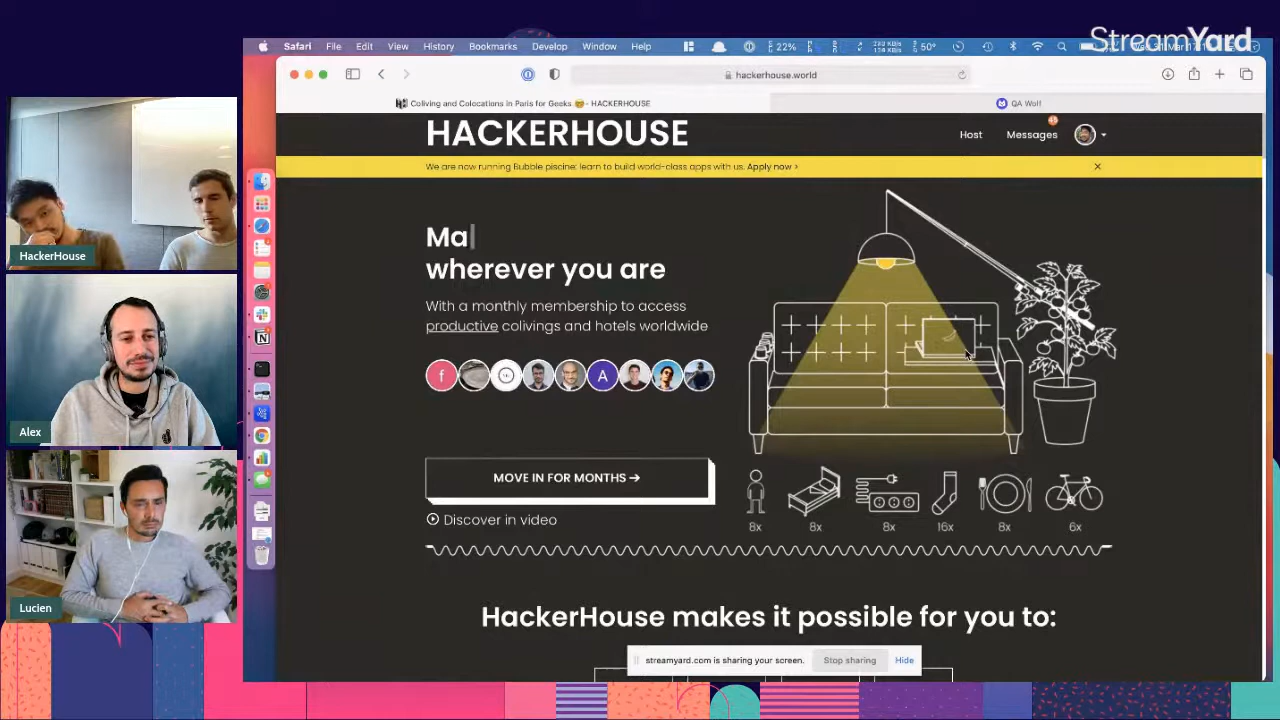 StreamYard
Safari File Edit View History Bookmarks Develop Window Help 22% 50°
hackerhouse.world
Coliving and Colocations in Paris for Geeks 🤓 - HACKERHOUSE
QA Wolf
HACKERHOUSE
Host Messages 45
We are now running Bubble piscine: learn to build world-class apps with us. Apply now >
Ma
wherever you are
With a monthly membership to access
productive colivings and hotels worldwide
f A
MOVE IN FOR MONTHS →
Discover in video
8x 8x 8x 16x 8x 6x
HackerHouse makes it possible for you to:
streamyard.com is sharing your screen. Stop sharing Hide
HackerHouse
Alex
Lucien